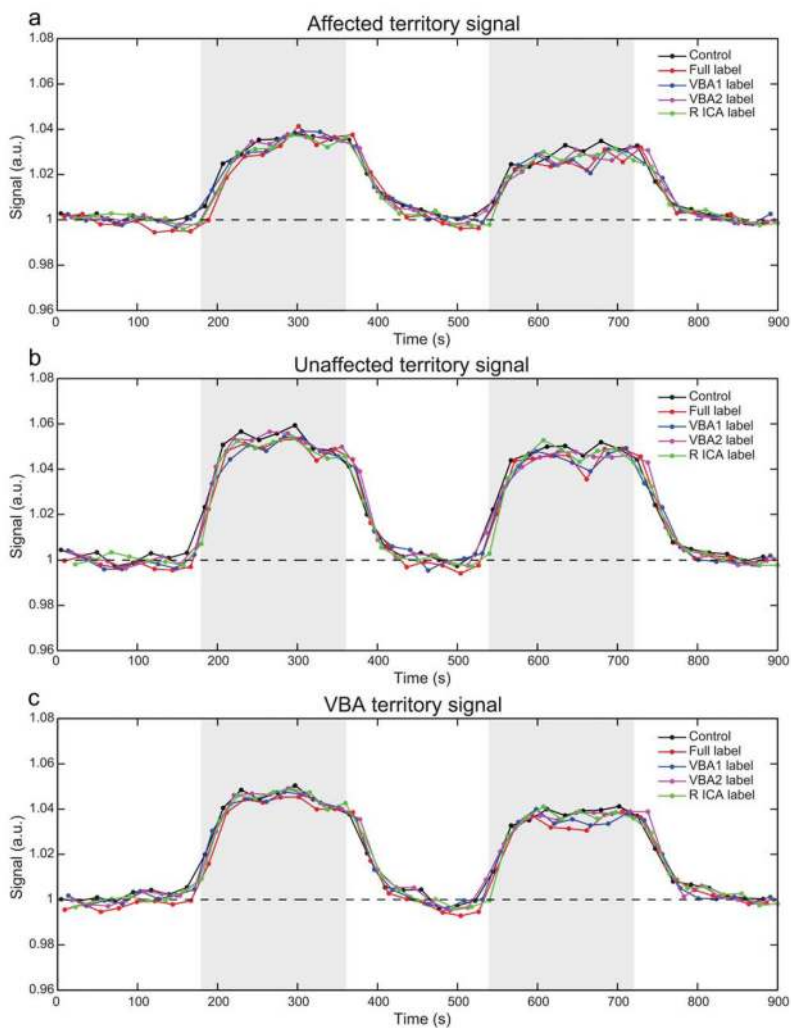 a
Affected territory signal
1.08
1.06
1.04
1.02
1
0.98
0.96
Signal (a.u.)
Control
Full label
VBA1 label
VBA2 label
R ICA label
0 100 200 300 400 500 600 700 800 900
Time (s)
b
Unaffected territory signal
1.08
1.06
1.04
1.02
1
0.98
0.96
Signal (a.u.)
Control
Full label
VBA1 label
VBA2 label
R ICA label
0 100 200 300 400 500 600 700 800 900
Time (s)
c
VBA territory signal
1.08
1.06
1.04
1.02
1
0.98
0.96
Signal (a.u.)
Control
Full label
VBA1 label
VBA2 label
R ICA label
0 100 200 300 400 500 600 700 800 900
Time (s)